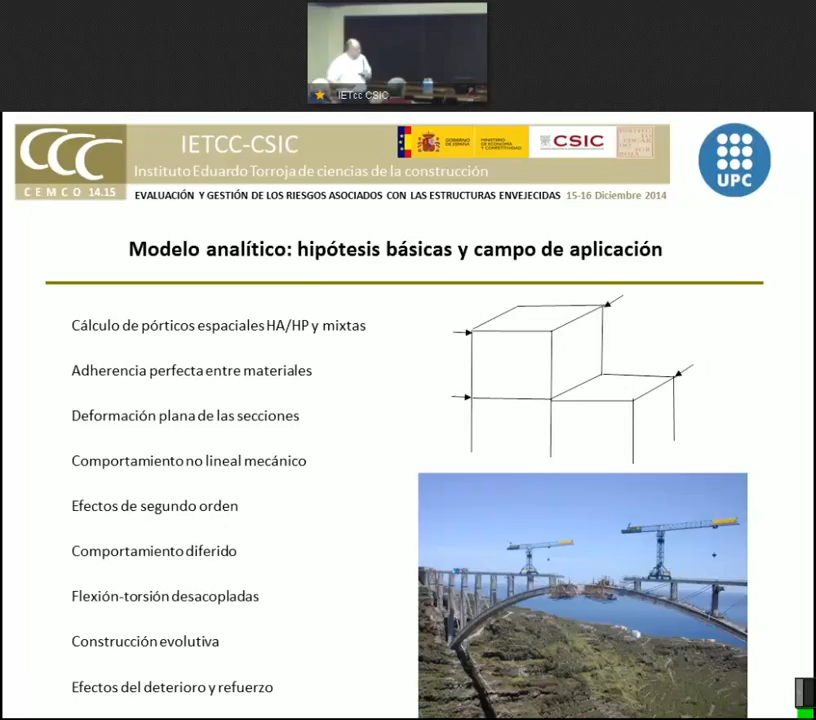 IETcc CSIC
CCC
CEMCO 14.15
IETCC-CSIC
Instituto Eduardo Torroja de ciencias de la construcción
GOBIERNO DE ESPAÑA
MINISTERIO DE ECONOMÍA Y COMPETITIVIDAD
CSIC
EVALUACIÓN Y GESTIÓN DE LOS RIESGOS ASOCIADOS CON LAS ESTRUCTURAS ENVEJECIDAS 15-16 Diciembre 2014
UPC
Modelo analítico: hipótesis básicas y campo de aplicación
Cálculo de pórticos espaciales HA/HP y mixtas
Adherencia perfecta entre materiales
Deformación plana de las secciones
Comportamiento no lineal mecánico
Efectos de segundo orden
Comportamiento diferido
Flexión-torsión desacopladas
Construcción evolutiva
Efectos del deterioro y refuerzo